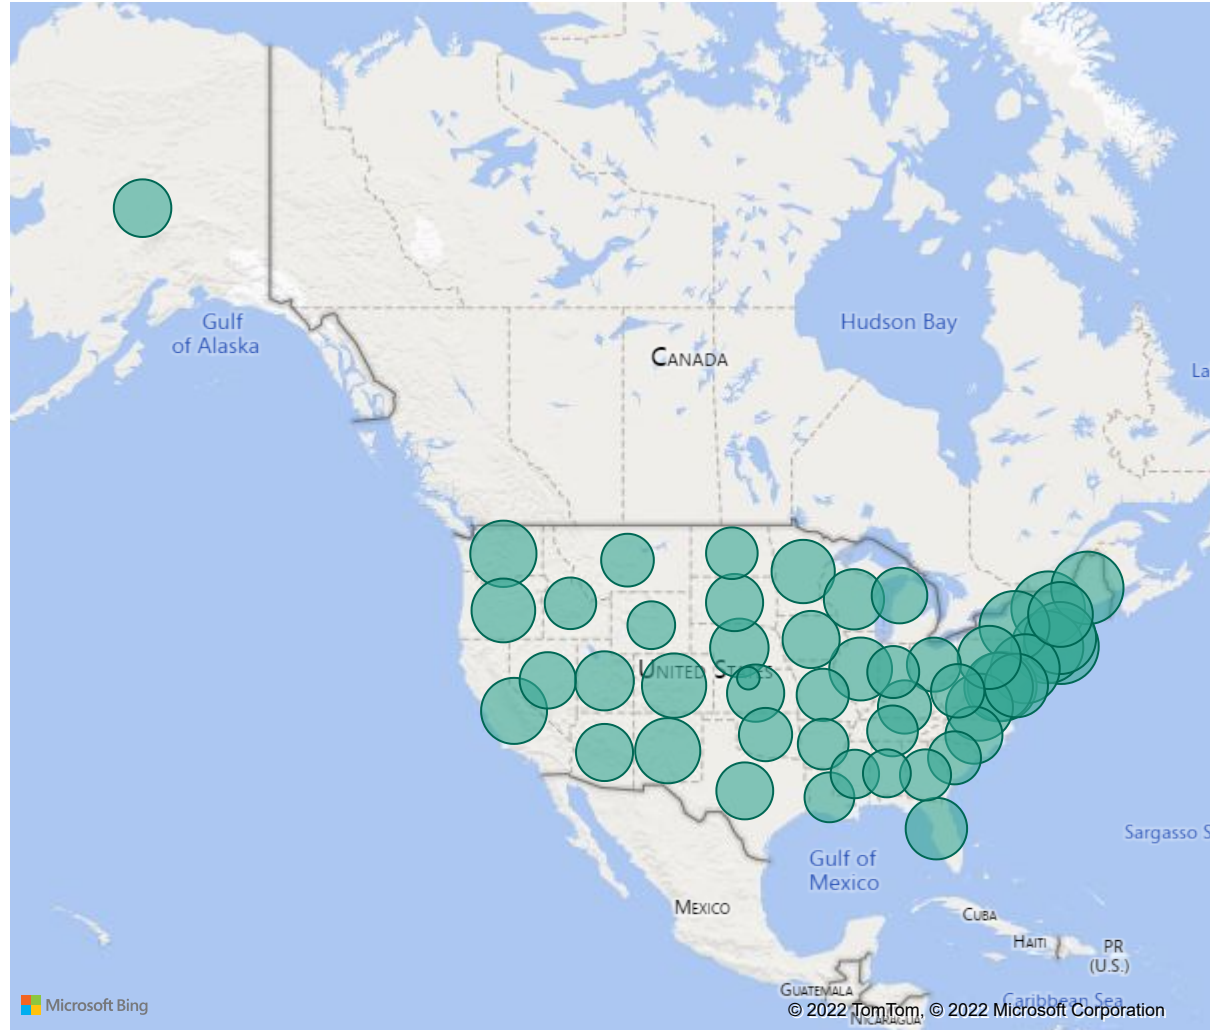 Gulf
of Alaska
Hudson Bay
CANADA
La
UNITED STATES
Sargasso S
Gulf of
Mexico
MEXICO
CUBA
HAITI
PR
(U.S.)
GUATEMALA
Caribbean Sea
NICARAGUA
Microsoft Bing
© 2022 TomTom, © 2022 Microsoft Corporation